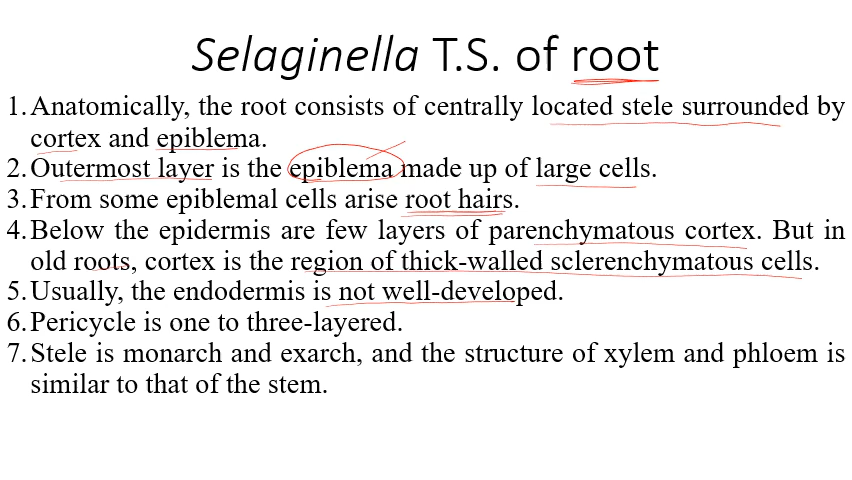 Selaginella T.S. of root
1. Anatomically, the root consists of centrally located stele surrounded by
cortex and epiblema.
2. Outermost layer is the epiblema made up of large cells.
3. From some epiblemal cells arise root hairs.
4. Below the epidermis are few layers of parenchymatous cortex. But in
old roots, cortex is the region of thick-walled sclerenchymatous cells.
5. Usually, the endodermis is not well-developed.
6. Pericycle is one to three-layered.
7. Stele is monarch and exarch, and the structure of xylem and phloem is
similar to that of the stem.